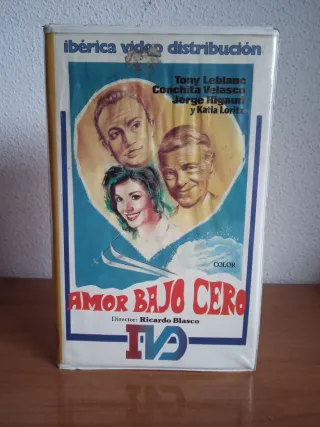 ibérica video distribución
Tony Leblanc
Conchita Velasco
Jorge Rigaud
y Katia Loritz
COLOR
AMOR BAJO CERO
Director: Ricardo Blasco
IVD